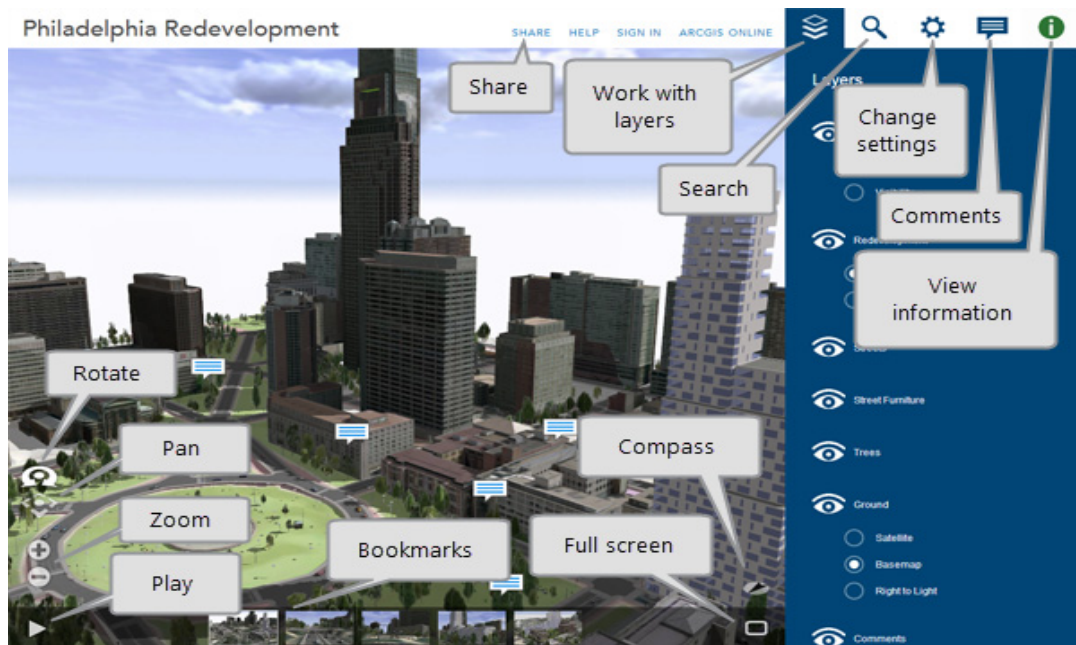 Philadelphia Redevelopment
SHARE HELP SIGN IN ARCGIS ONLINE
Share
Work with
layers
Layers
Change
settings
Search
Comments
Redevelopment
View
information
Rotate
Street Furniture
Pan
Compass
Trees
Zoom
Ground
Bookmarks
Full screen
Satellite
Play
Basemap
Right to Light
Comments